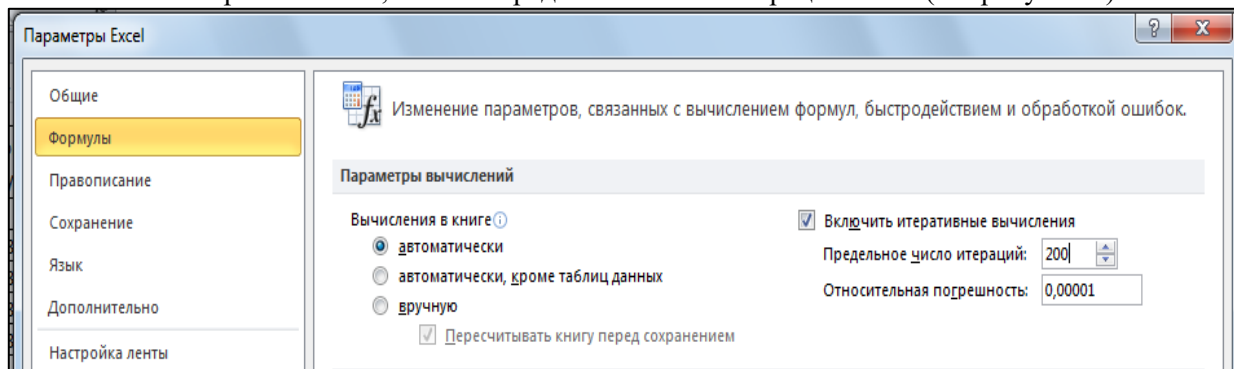 Параметры Excel
Общие
Формулы
Правописание
Сохранение
Язык
Дополнительно
Настройка ленты
Изменение параметров, связанных с вычислением формул, быстродействием и обработкой ошибок.
Параметры вычислений
Вычисления в книге
автоматически
автоматически, кроме таблиц данных
вручную
Пересчитывать книгу перед сохранением
Включить итеративные вычисления
Предельное число итераций: 200
Относительная погрешность: 0,00001